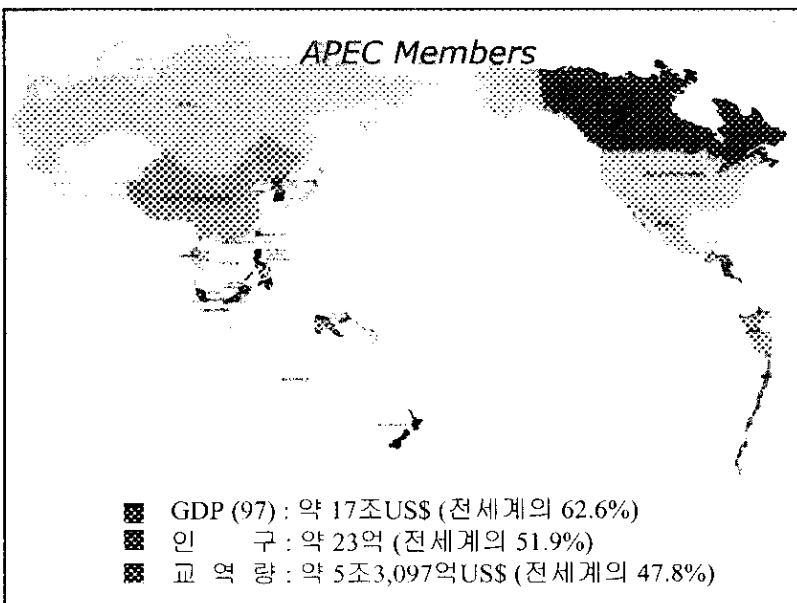 APEC Members
GDP (97) : 약 17조US$ (전세계의 62.6%)
인 구 : 약 23억 (전세계의 51.9%)
교 역 량 : 약 5조3,097억US$ (전세계의 47.8%)